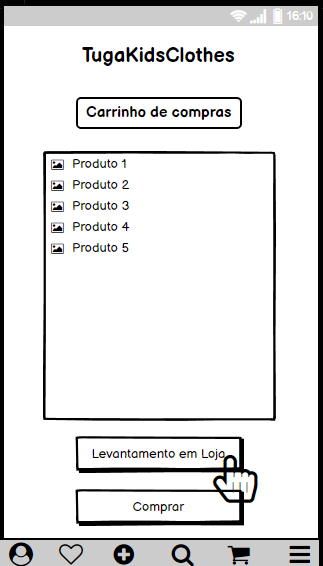 16:10
TugaKidsClothes
Carrinho de compras
Produto 1
Produto 2
Produto 3
Produto 4
Produto 5
Levantamento em Loja
Comprar